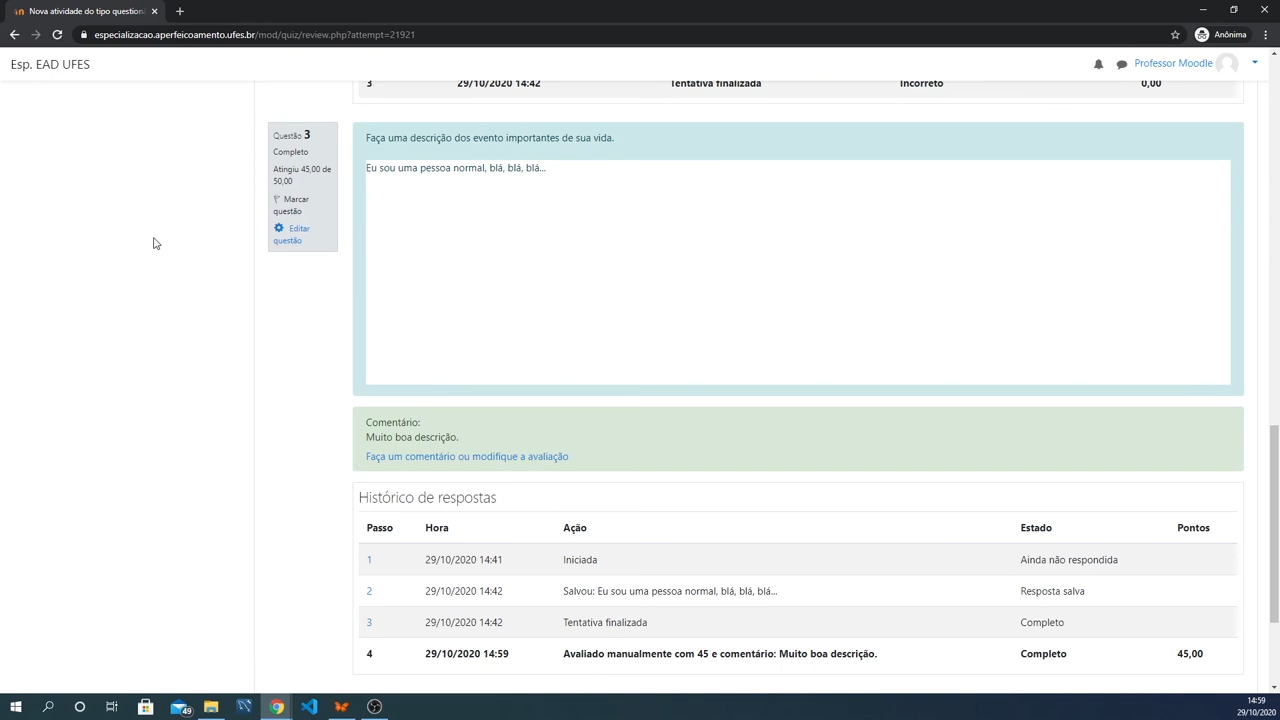 Nova atividade do tipo question
especializacao.aperfeicoamento.ufes.br/mod/quiz/review.php?attempt=21921
Anônima
Esp. EAD UFES
Professor Moodle
3 29/10/2020 14:42 Tentativa finalizada Incorreto 0,00
Questão 3
Completo
Atingiu 45,00 de
50,00
Marcar
questão
Editar
questão
Faça uma descrição dos evento importantes de sua vida.
Eu sou uma pessoa normal, blá, blá, blá...
Comentário:
Muito boa descrição.
Faça um comentário ou modifique a avaliação
Histórico de respostas
Passo Hora Ação Estado Pontos
1 29/10/2020 14:41 Iniciada Ainda não respondida
2 29/10/2020 14:42 Salvou: Eu sou uma pessoa normal, blá, blá, blá... Resposta salva
3 29/10/2020 14:42 Tentativa finalizada Completo
4 29/10/2020 14:59 Avaliado manualmente com 45 e comentário: Muito boa descrição. Completo 45,00
49
14:59
29/10/2020